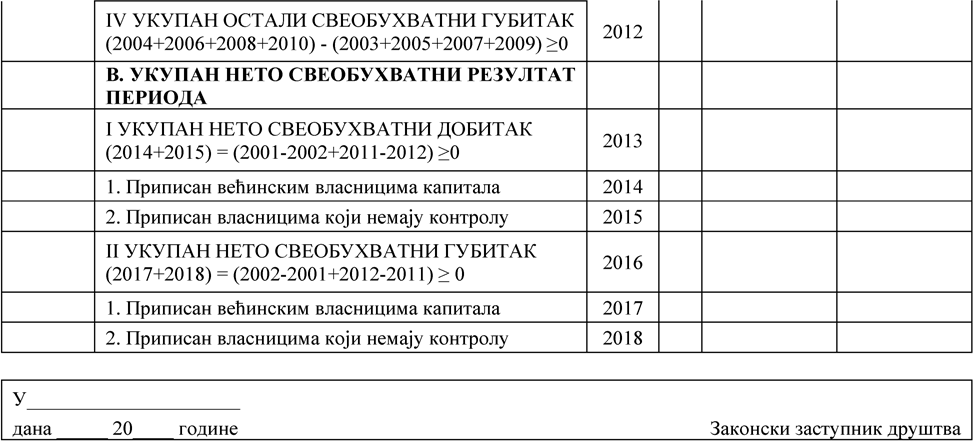 IV УКУПАН ОСТАЛИ СВЕОБУХВАТНИ ГУБИТАК
(2004+2006+2008+2010) - (2003+2005+2007+2009) ≥0
2012
В. УКУПАН НЕТО СВЕОБУХВАТНИ РЕЗУЛТАТ
ПЕРИОДА
I УКУПАН НЕТО СВЕОБУХВАТНИ ДОБИТАК
(2014+2015) = (2001-2002+2011-2012) ≥0
2013
1. Приписан већинским власницима капитала 2014
2. Приписан власницима који немају контролу 2015
II УКУПАН НЕТО СВЕОБУХВАТНИ ГУБИТАК
(2017+2018) = (2002-2001+2012-2011) ≥ 0
2016
1. Приписан већинским власницима капитала 2017
2. Приписан власницима који немају контролу 2018
У______________________
дана _____ 20____ године Законски заступник друштва